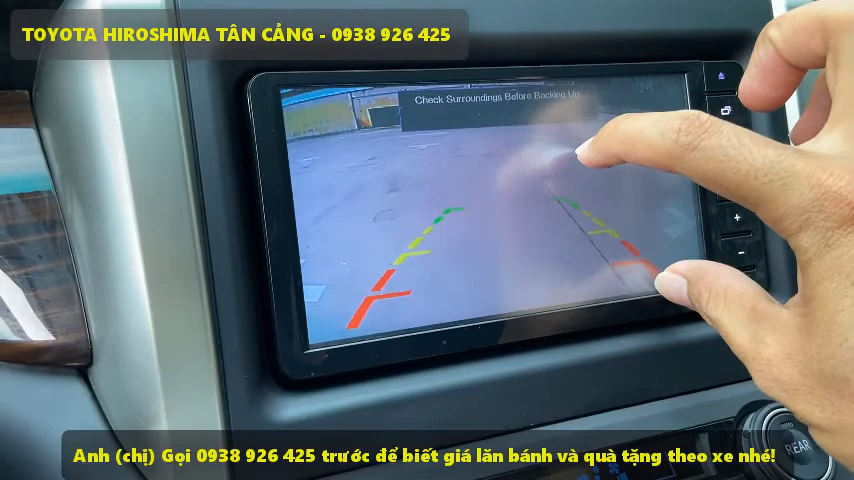 TOYOTA HIROSHIMA TÂN CẢNG - 0938 926 425
Check Surroundings Before Backing Up
+
-
REAR
Anh (chị) Gọi 0938 926 425 trước để biết giá lăn bánh và quà tặng theo xe nhé!